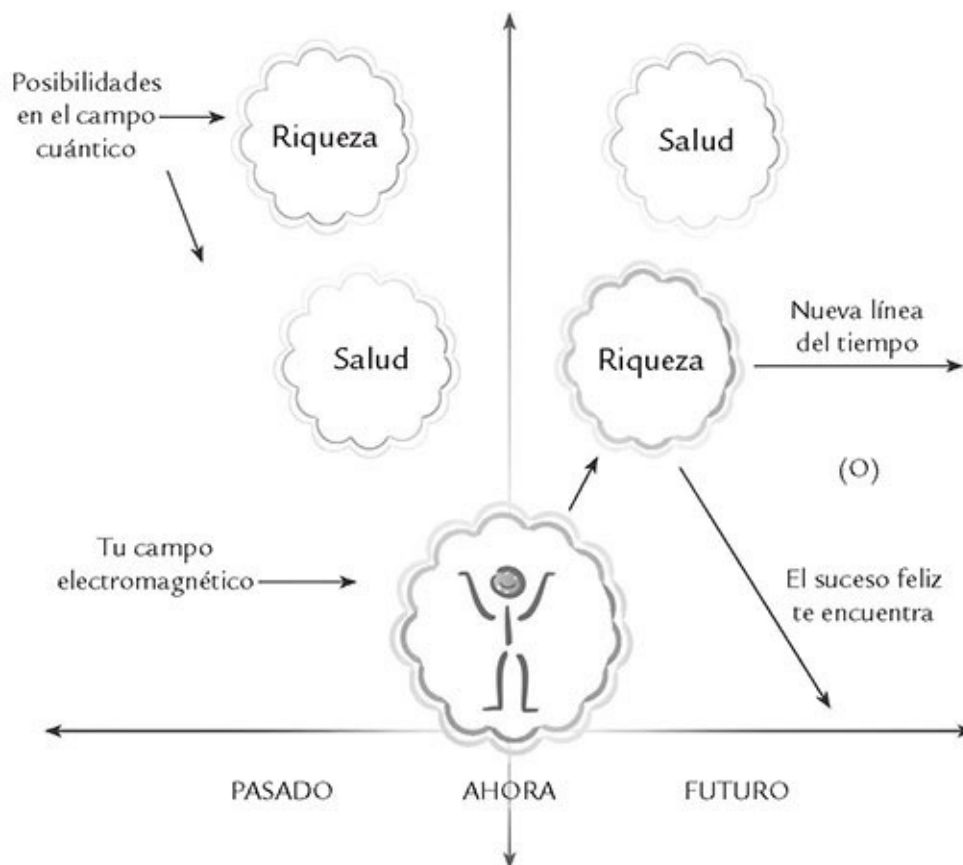 Posibilidades
en el campo
cuántico
Riqueza
Salud
Salud
Riqueza
Nueva línea
del tiempo
(O)
Tu campo
electromagnético
El suceso feliz
te encuentra
PASADO
AHORA
FUTURO